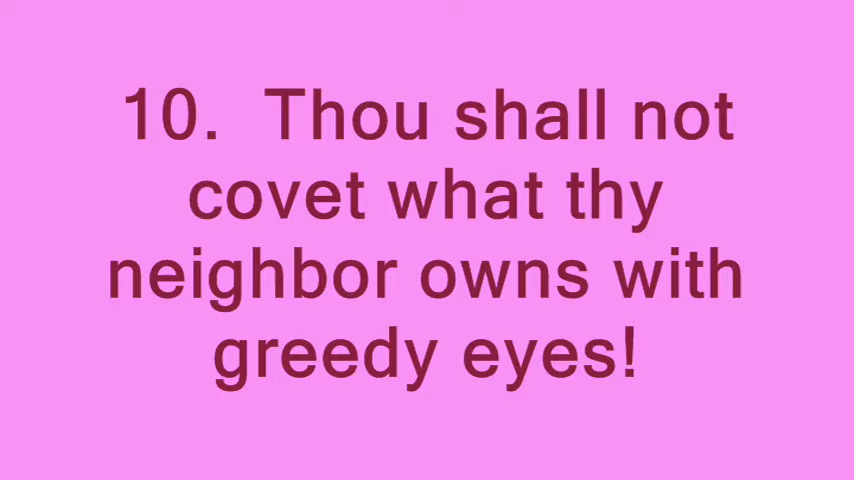 10.  Thou shall not
covet what thy
neighbor owns with
greedy eyes!